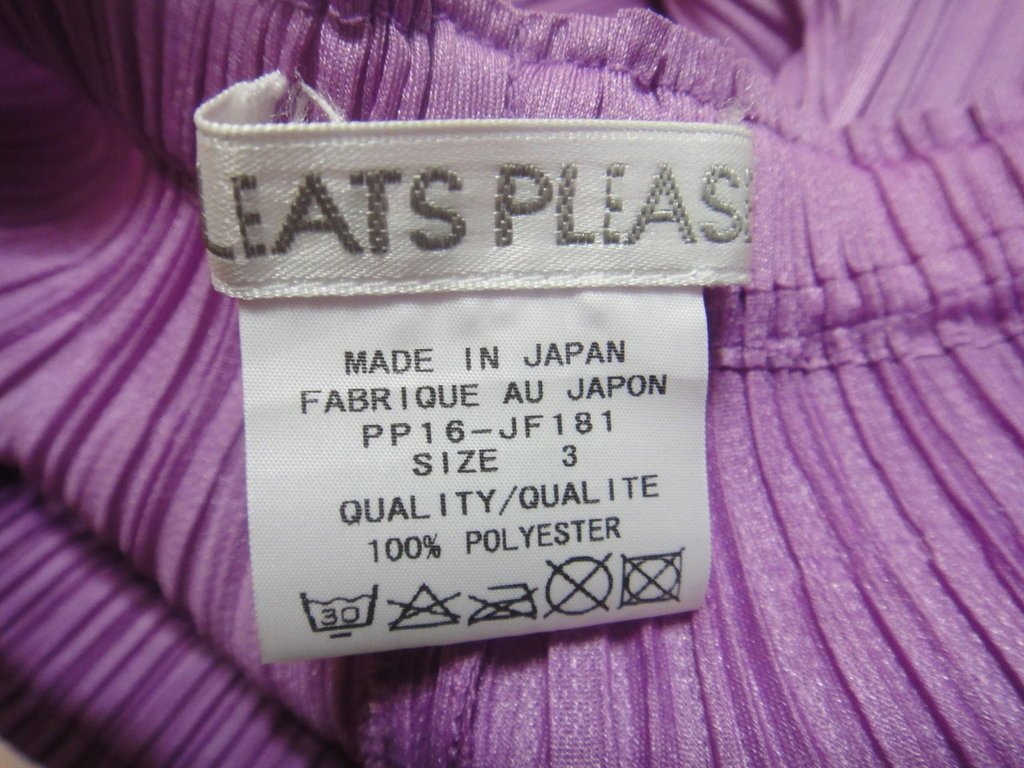 LEATS PLEAS
MADE IN JAPAN
FABRIQUE AU JAPON
PP16-JF181
SIZE 3
QUALITY/QUALITE
100% POLYESTER
30